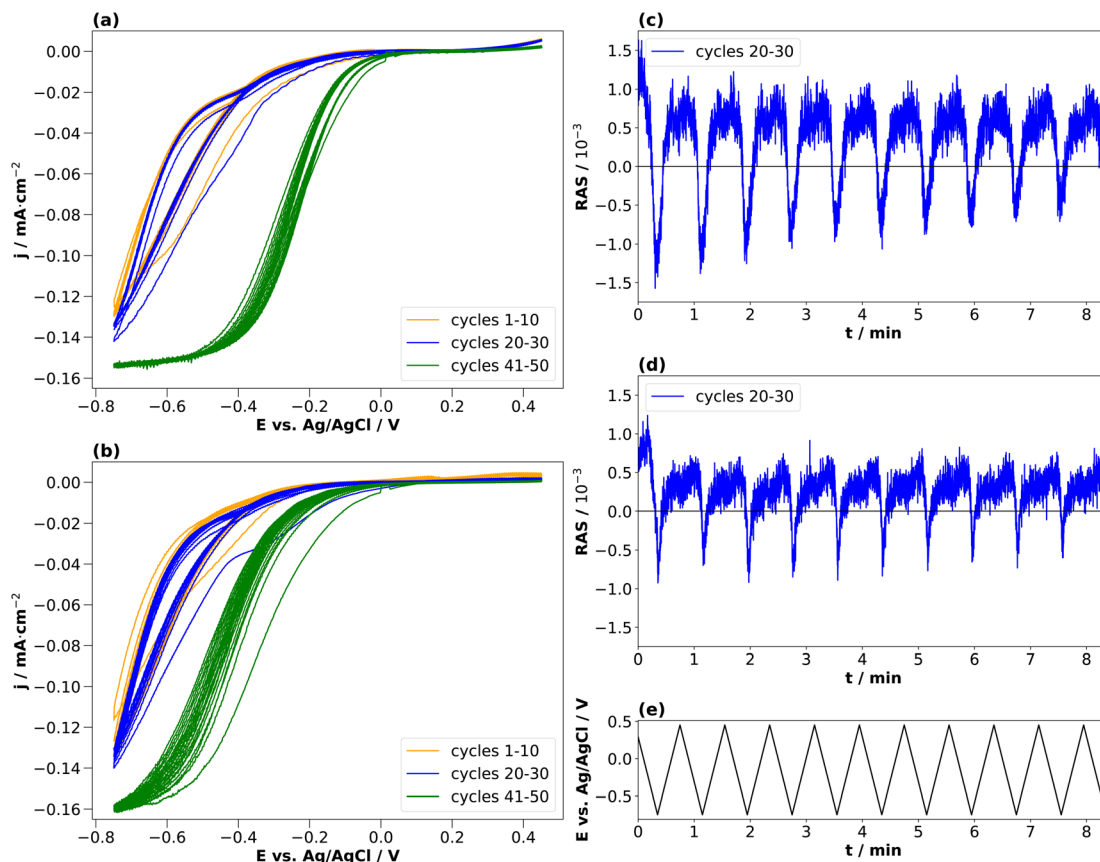 (a)
0.00
−0.02
−0.04
−0.06
−0.08
−0.10
−0.12
−0.14
−0.16
j / mA·cm⁻²
cycles 1-10
cycles 20-30
cycles 41-50
−0.8 −0.6 −0.4 −0.2 0.0 0.2 0.4
E vs. Ag/AgCl / V
(b)
0.00
−0.02
−0.04
−0.06
−0.08
−0.10
−0.12
−0.14
−0.16
j / mA·cm⁻²
cycles 1-10
cycles 20-30
cycles 41-50
−0.8 −0.6 −0.4 −0.2 0.0 0.2 0.4
E vs. Ag/AgCl / V
(c)
cycles 20-30
1.5
1.0
0.5
0.0
−0.5
−1.0
−1.5
RAS / 10⁻³
0 1 2 3 4 5 6 7 8
t / min
(d)
cycles 20-30
1.5
1.0
0.5
0.0
−0.5
−1.0
−1.5
RAS / 10⁻³
0 1 2 3 4 5 6 7 8
t / min
(e)
0.5
0.0
−0.5
E vs. Ag/AgCl / V
0 1 2 3 4 5 6 7 8
t / min